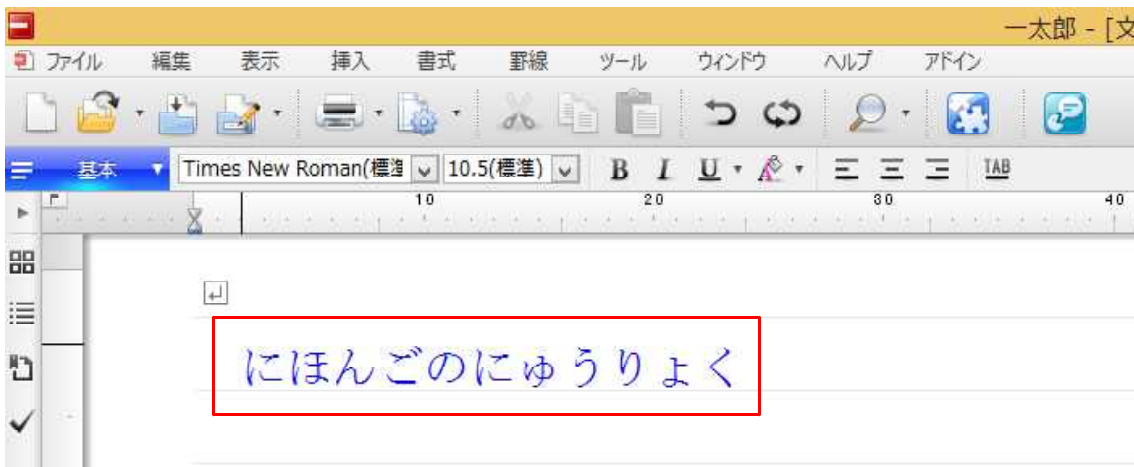 一太郎 - [文
ファイル 編集 表示 挿入 書式 罫線 ツール ウィンドウ ヘルプ アドイン
基本 Times New Roman(標準 10.5(標準) B I U TAB
10 20 30 40
にほんごのにゅうりょく